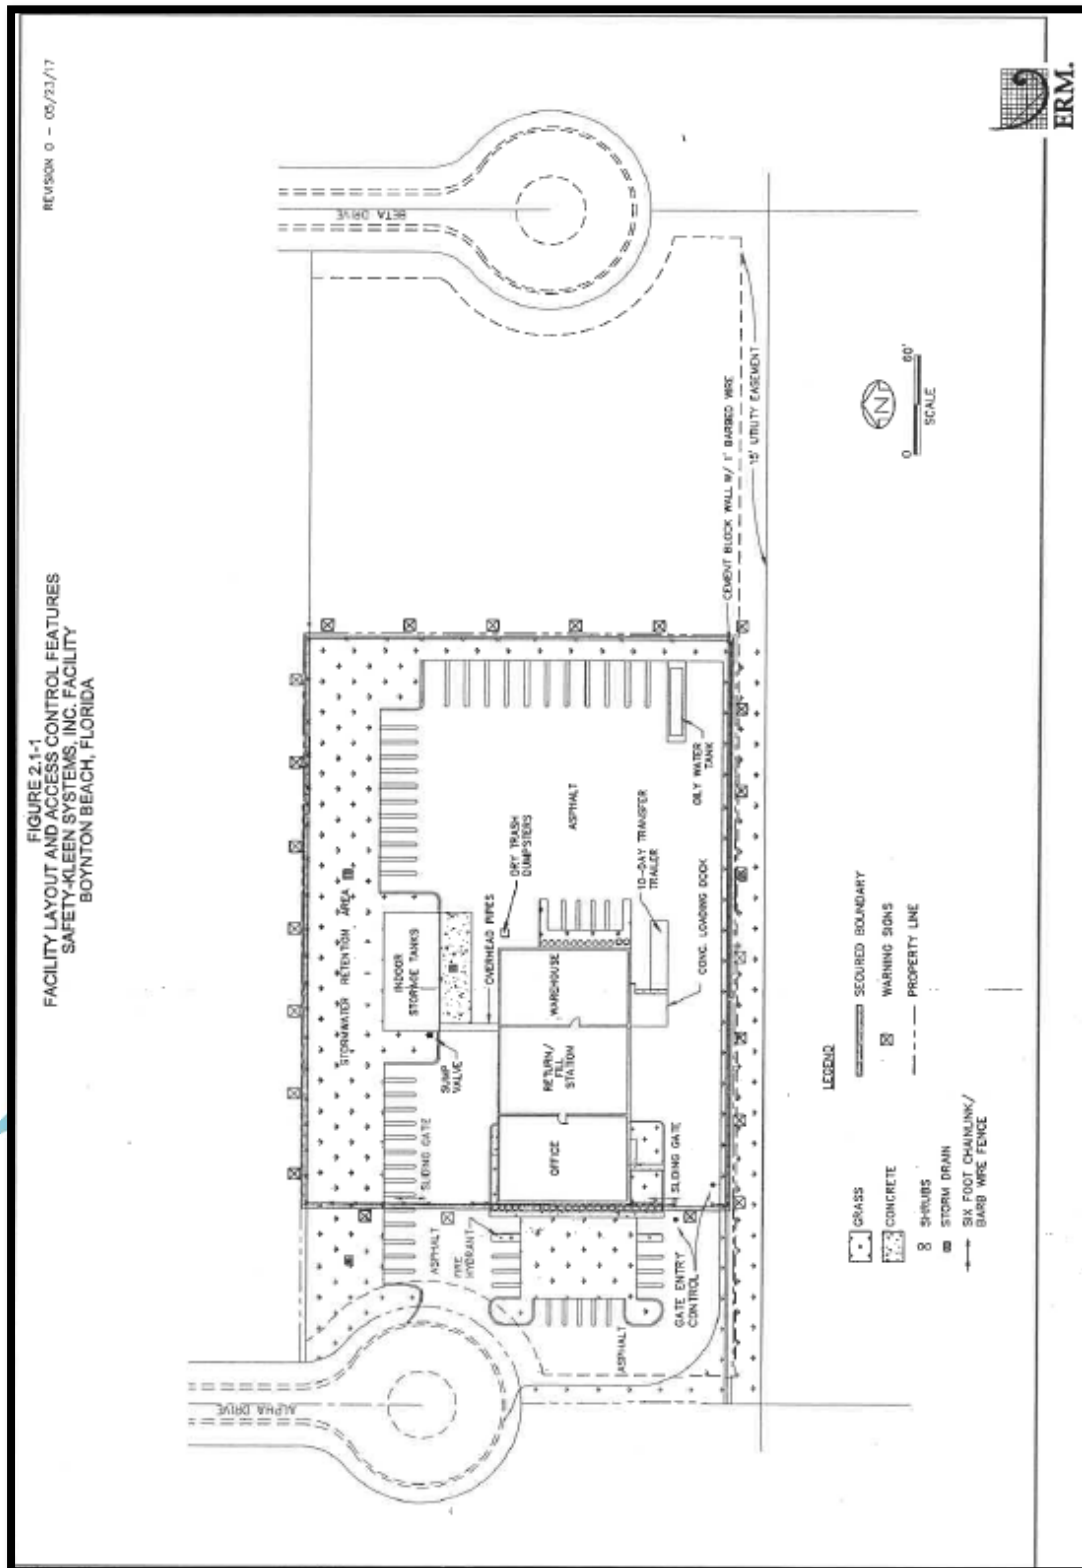 REVISION 0 - 05/23/17
FIGURE 2.1-1
FACILITY LAYOUT AND ACCESS CONTROL FEATURES
SAFETY-KLEEN SYSTEMS, INC. FACILITY
BOYNTON BEACH, FLORIDA
ALPHA DRIVE
BETA DRIVE
STORMWATER RETENTION AREA
INDOOR
STORAGE TANKS
SUMP
VALVE
OVERHEAD PIPES
DRY TRASH
DUMPSTERS
SLIDING GATE
ASPHALT
FIRE
HYDRANT
OFFICE
RETURN/
FILL
STATION
WAREHOUSE
ASPHALT
10-DAY TRANSFER
TRAILER
CONC. LOADING DOCK
OILY WATER
TANK
SLIDING GATE
GATE ENTRY
CONTROL
ASPHALT
CEMENT BLOCK WALL W/ 1' BARBED WIRE
15' UTILITY EASEMENT
N
0
60'
SCALE
LEGEND
GRASS
CONCRETE
SHRUBS
STORM DRAIN
SIX FOOT CHAINLINK/
BARB WIRE FENCE
SECURED BOUNDARY
WARNING SIGNS
PROPERTY LINE
ERM.